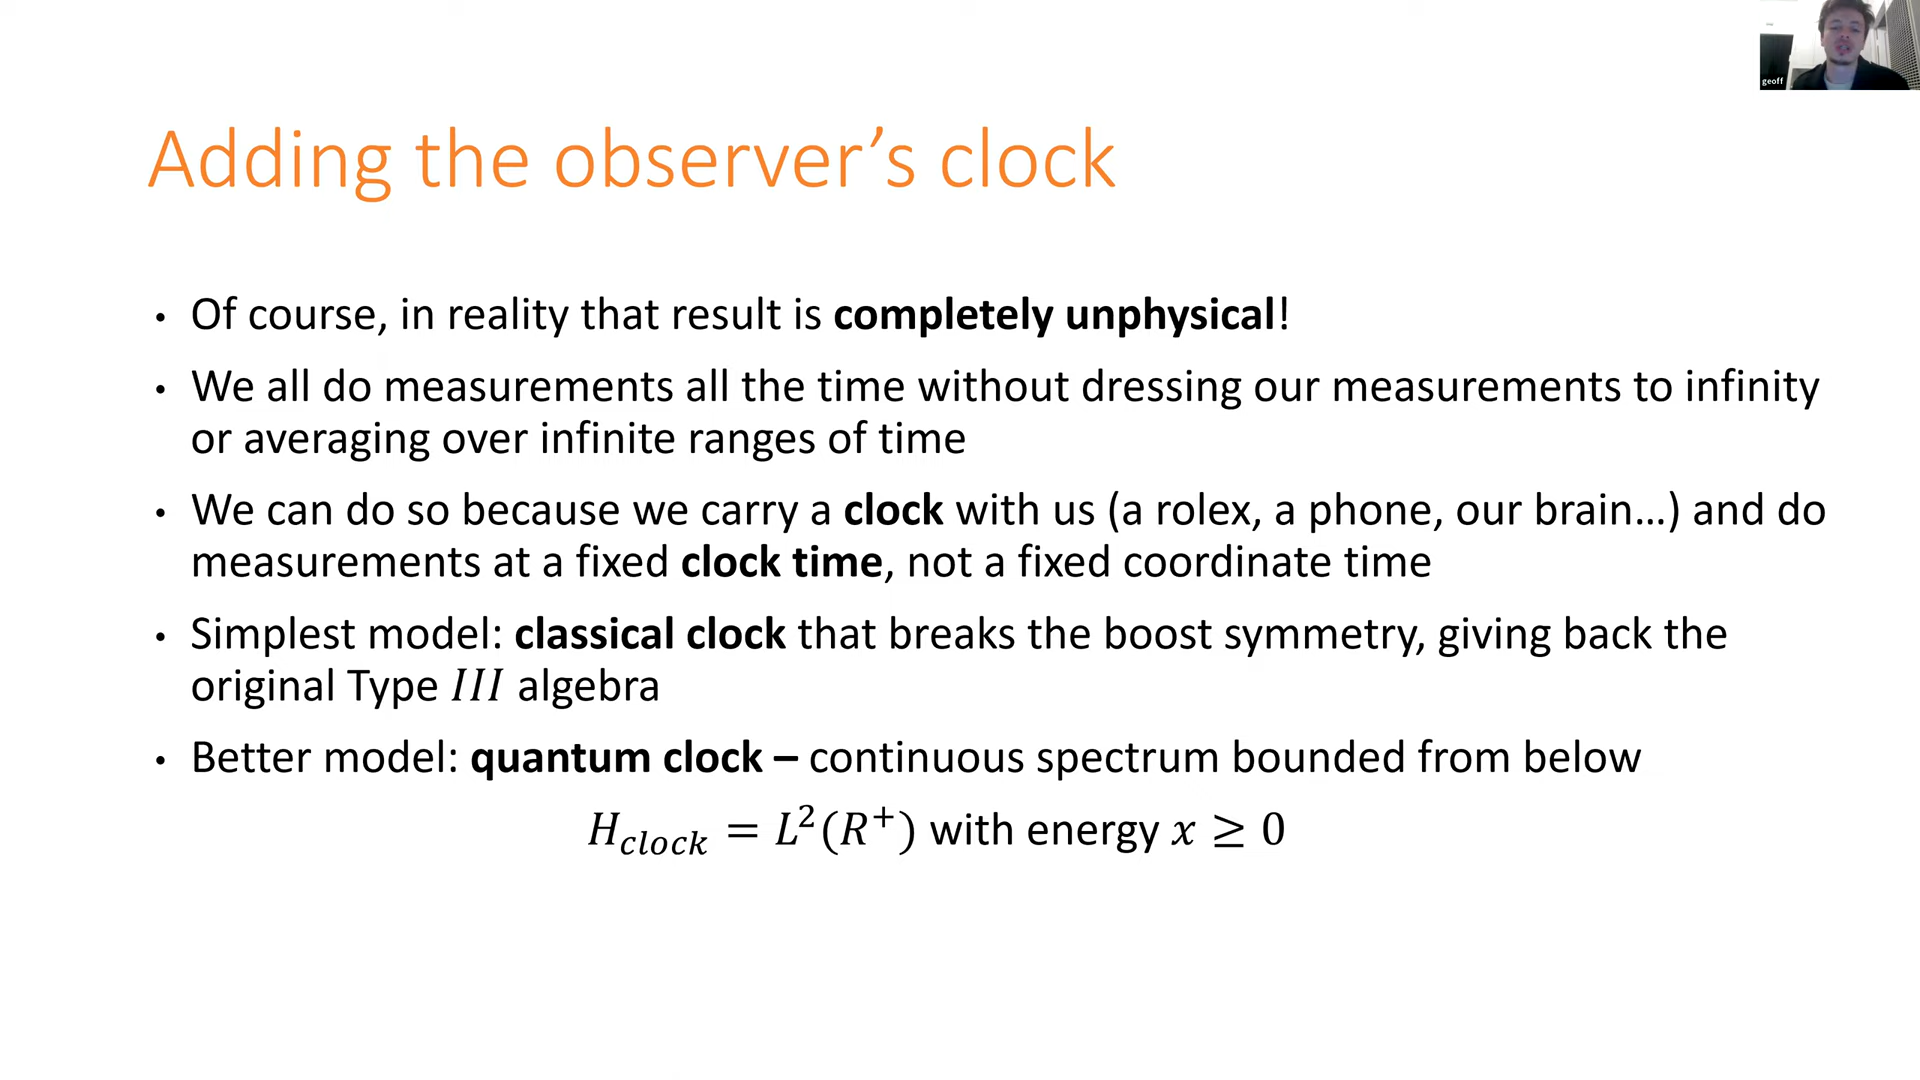 geoff
Adding the observer’s clock
• Of course, in reality that result is completely unphysical!
• We all do measurements all the time without dressing our measurements to infinity
or averaging over infinite ranges of time
• We can do so because we carry a clock with us (a rolex, a phone, our brain…) and do
measurements at a fixed clock time, not a fixed coordinate time
• Simplest model: classical clock that breaks the boost symmetry, giving back the
original Type III algebra
• Better model: quantum clock – continuous spectrum bounded from below
H_clock = L²(R⁺) with energy x ≥ 0